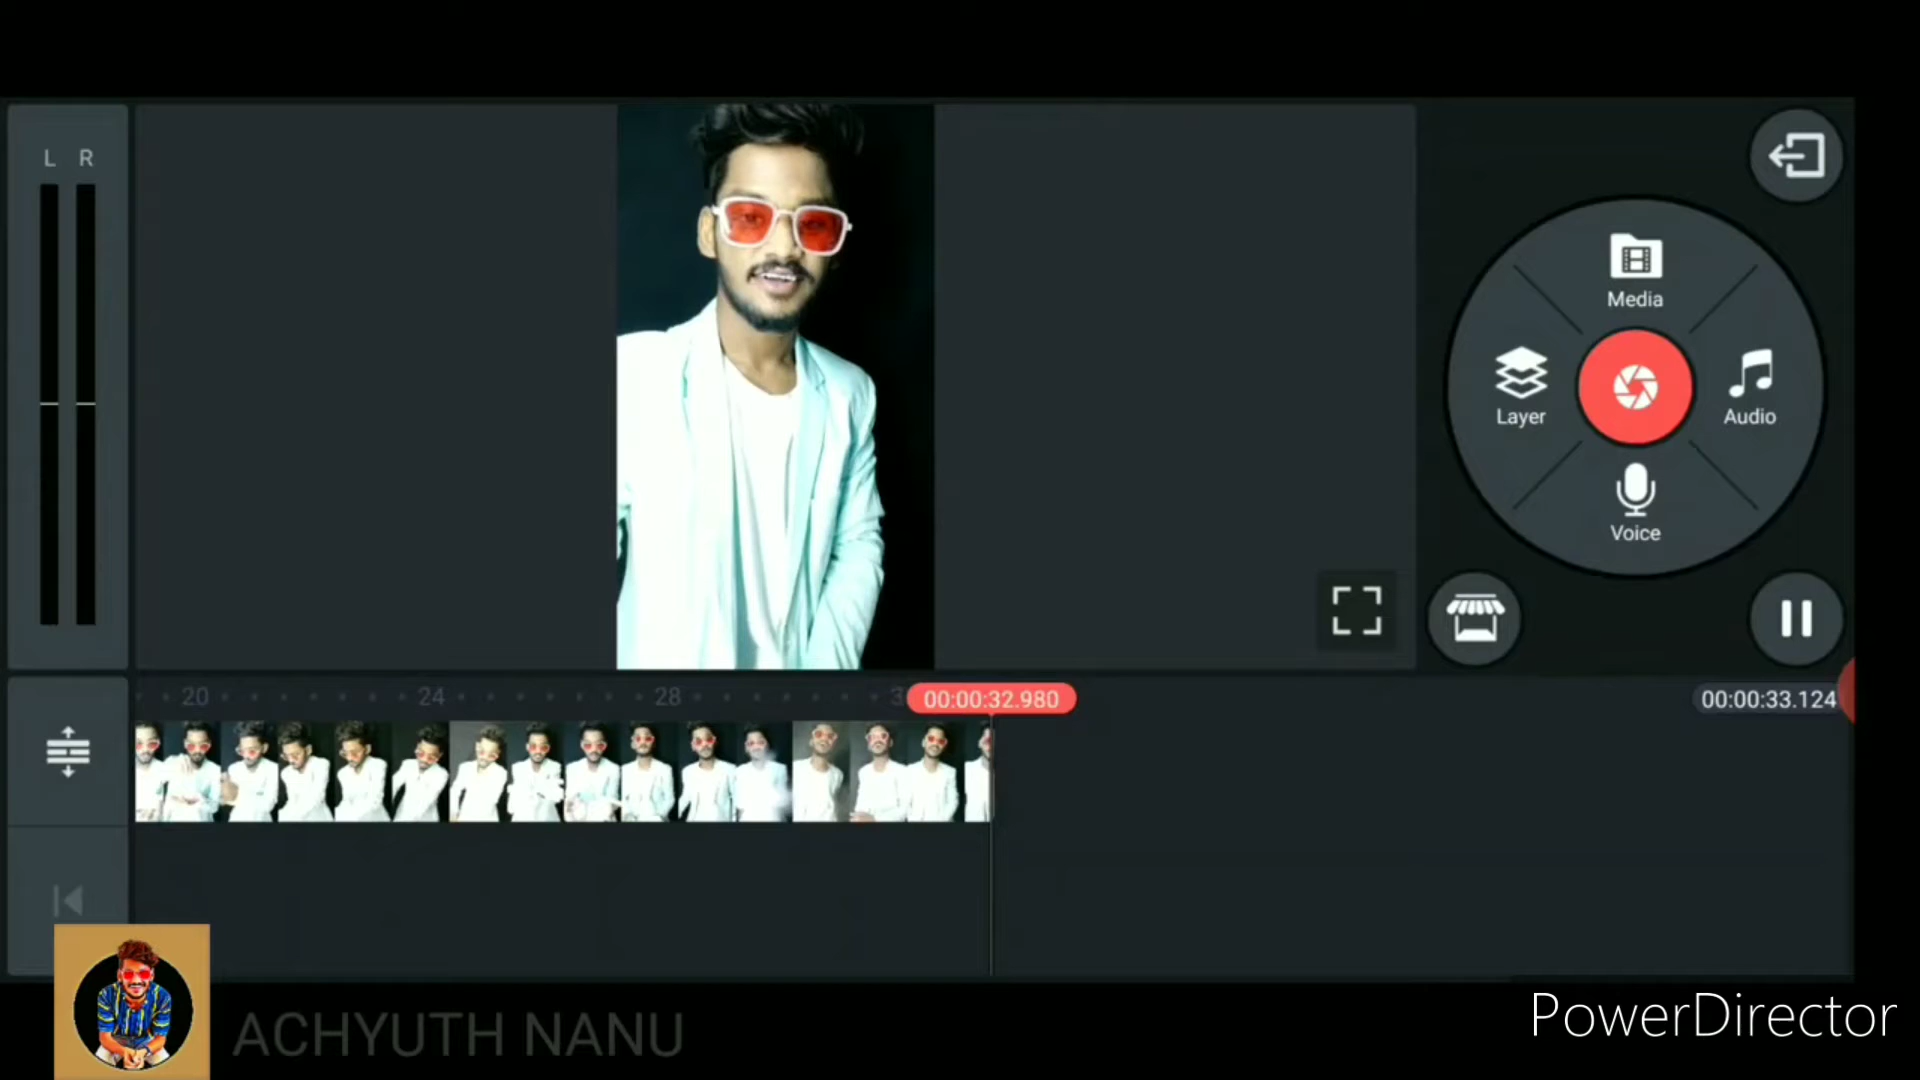 L R
Media
Layer
Audio
Voice
20 24 28 00:00:32.980 00:00:33.124
ACHYUTH NANU
PowerDirector